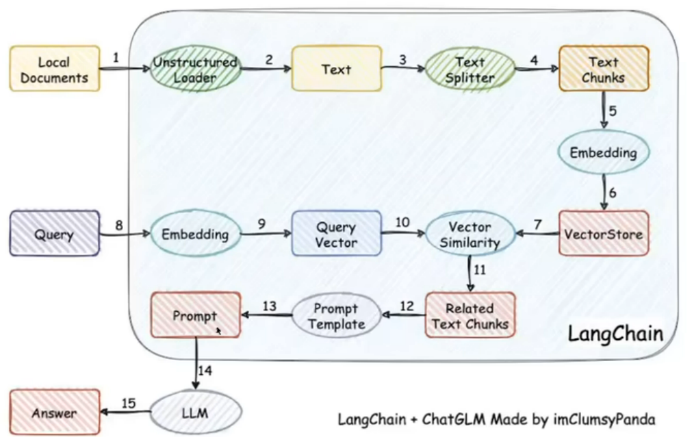 Local
Documents
1
Unstructured
Loader
2
Text
3
Text
Splitter
4
Text
Chunks
5
Embedding
6
Query
8
Embedding
9
Query
Vector
10
Vector
Similarity
7
VectorStore
11
Prompt
13
Prompt
Template
12
Related
Text Chunks
LangChain
14
Answer
15
LLM
LangChain + ChatGLM Made by imClumsyPanda